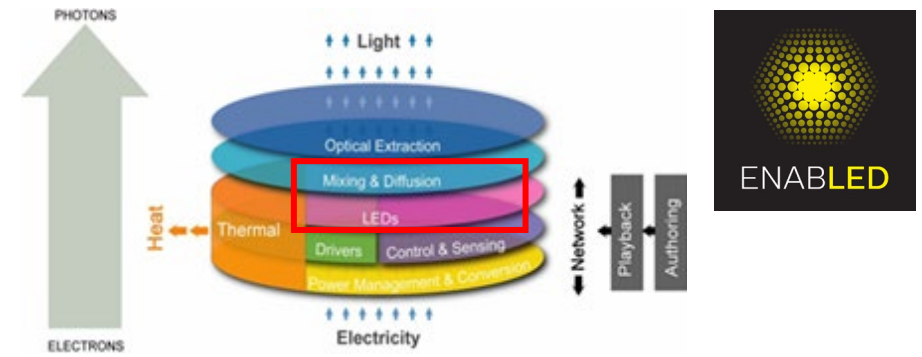 PHOTONS
Light
Optical Extraction
Mixing & Diffusion
LEDs
Thermal
Heat
Drivers
Control & Sensing
Power Management & Conversion
Electricity
ELECTRONS
Network
Playback
Authoring
ENABLED